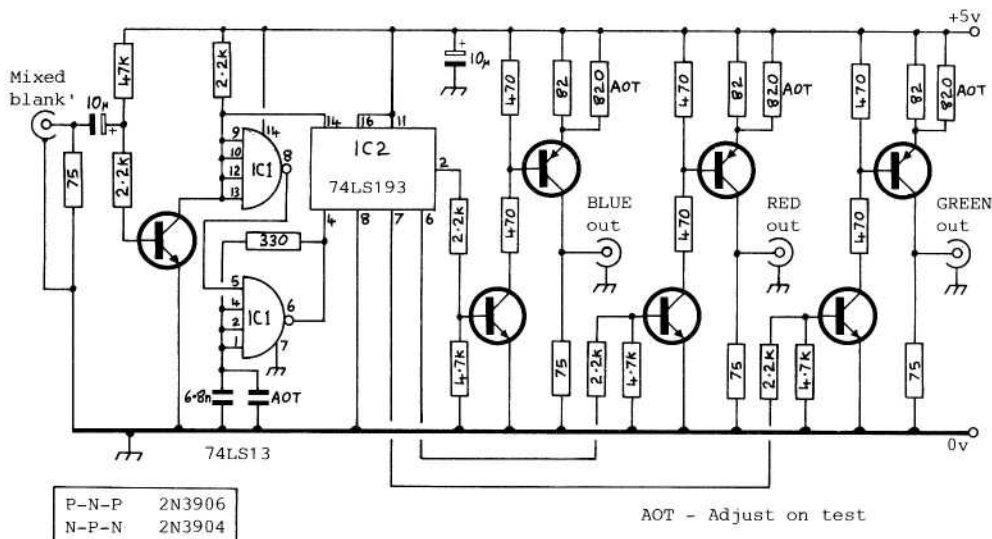 +5v
Mixed
blank'
10µ
+
47K
2.2k
75
2.2k
9
10
12
13
14
8
IC1
14
16
11
IC2
74LS193
2
4
8
7
6
330
5
4
2
1
6
7
IC1
6·8n
AOT
74LS13
+
10µ
470
82
820
AOT
470
BLUE
out
2·2k
4.7k
75
470
82
820
AOT
470
RED
out
2·2k
4.7k
75
470
82
820
AOT
470
GREEN
out
2·2k
4.7k
75
0v
P-N-P 2N3906
N-P-N 2N3904
AOT - Adjust on test